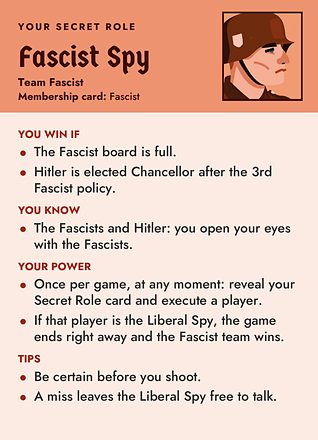 YOUR SECRET ROLE
Fascist Spy
Team Fascist
Membership card: Fascist
YOU WIN IF
• The Fascist board is full.
• Hitler is elected Chancellor after the 3rd
Fascist policy.
YOU KNOW
• The Fascists and Hitler: you open your eyes
with the Fascists.
YOUR POWER
• Once per game, at any moment: reveal your
Secret Role card and execute a player.
• If that player is the Liberal Spy, the game
ends right away and the Fascist team wins.
TIPS
• Be certain before you shoot.
• A miss leaves the Liberal Spy free to talk.